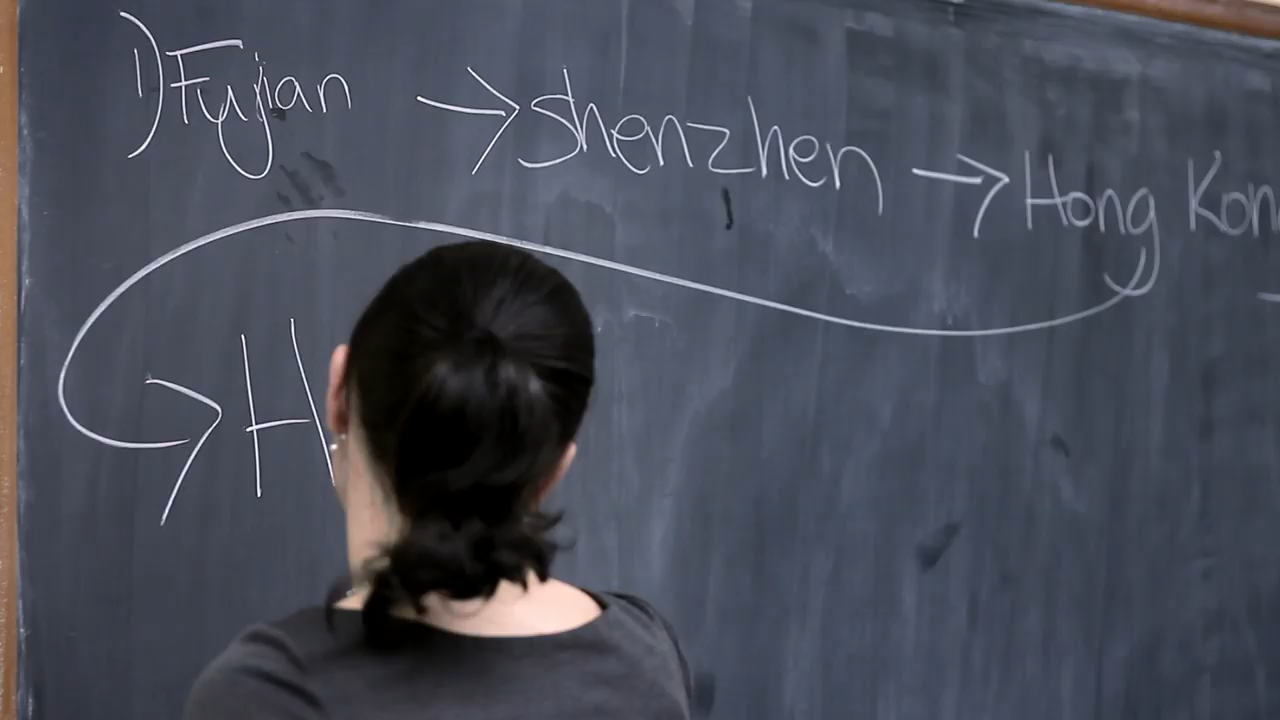 1) Fujian → Shenzhen → Hong Kon
→ H